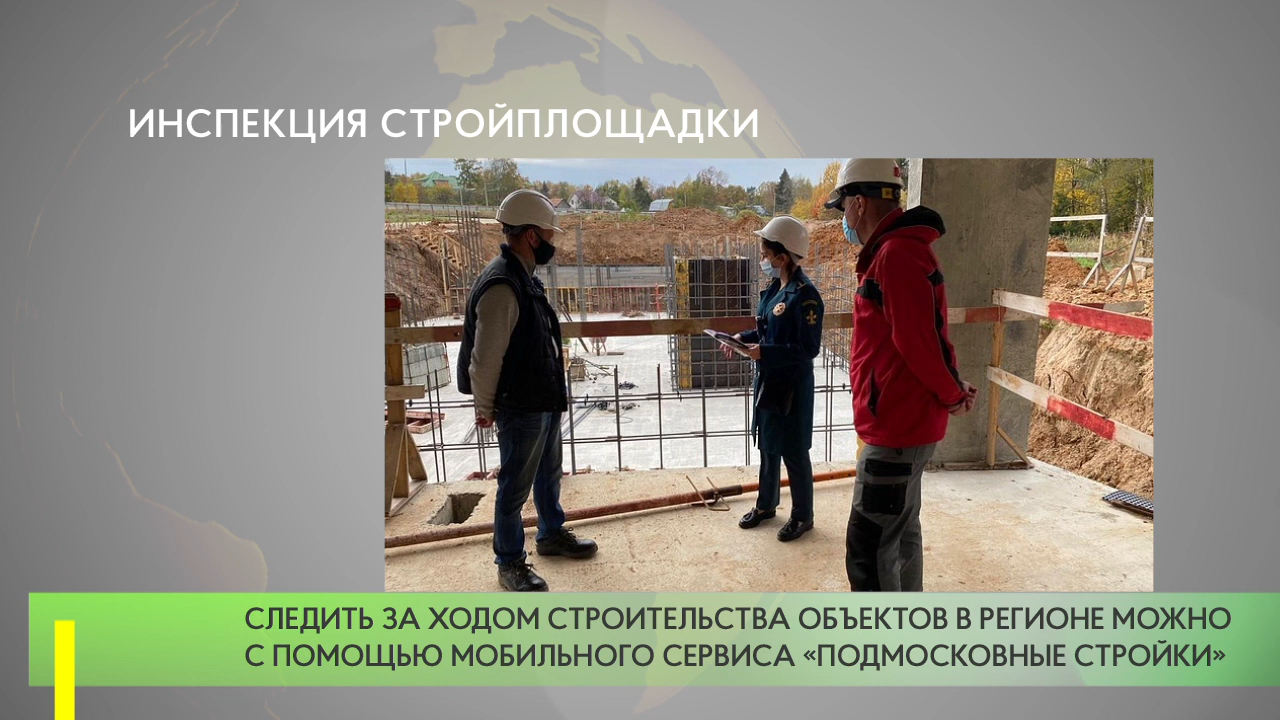 ИНСПЕКЦИЯ СТРОЙПЛОЩАДКИ
СЛЕДИТЬ ЗА ХОДОМ СТРОИТЕЛЬСТВА ОБЪЕКТОВ В РЕГИОНЕ МОЖНО
С ПОМОЩЬЮ МОБИЛЬНОГО СЕРВИСА «ПОДМОСКОВНЫЕ СТРОЙКИ»